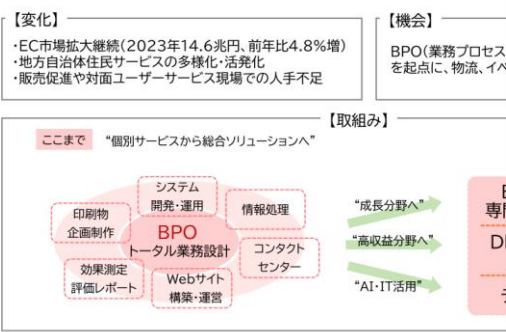 【変化】
・EC市場拡大継続(2023年14.6兆円、前年比4.8%増)
・地方自治体住民サービスの多様化・活発化
・販売促進や対面ユーザーサービス現場での人手不足
【機会】
BPO(業務プロセス
を起点に、物流、イベ
【取組み】
ここまで “個別サービスから総合ソリューションへ”
システム
開発・運用
情報処理
印刷物
企画制作
BPO
トータル業務設計
コンタクト
センター
効果測定
評価レポート
Webサイト
構築・運営
“成長分野へ”
“高収益分野へ”
“AI・IT活用”
専門